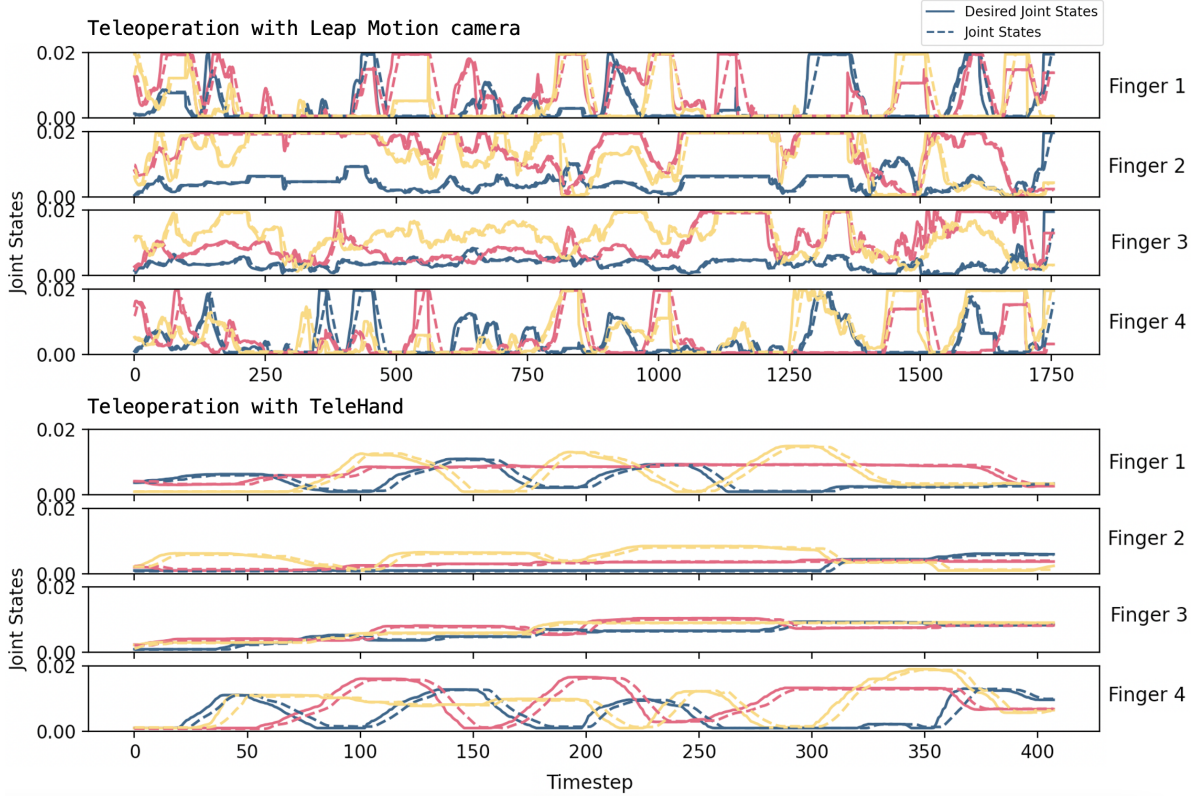 Teleoperation with Leap Motion camera
Desired Joint States
Joint States
0.02
0.00
Finger 1
0.02
0.00
Finger 2
0.02
0.00
Finger 3
0.02
0.00
Finger 4
Joint States
0 250 500 750 1000 1250 1500 1750
Teleoperation with TeleHand
0.02
0.00
Finger 1
0.02
0.00
Finger 2
0.02
0.00
Finger 3
0.02
0.00
Finger 4
Joint States
0 50 100 150 200 250 300 350 400
Timestep